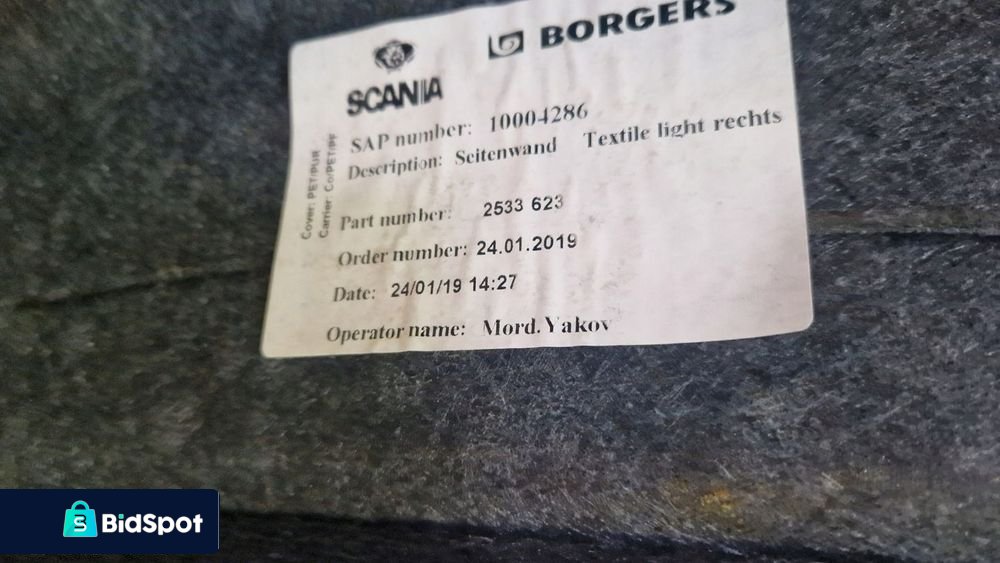 BORGERS
SCANIA
SAP number: 10004286
Description: Seitenwand Textile light rechts
Cover: PET/PUR
Carrier: Co/PET/PF
Part number: 2533 623
Order number: 24.01.2019
Date: 24/01/19 14:27
Operator name: Mord.Yakov
BidSpot